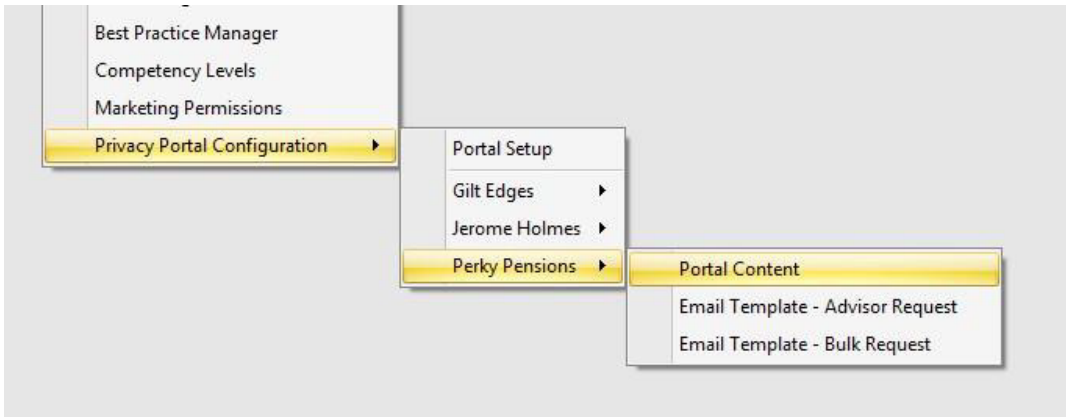 Best Practice Manager
Competency Levels
Marketing Permissions
Privacy Portal Configuration
Portal Setup
Gilt Edges
Jerome Holmes
Perky Pensions
Portal Content
Email Template - Advisor Request
Email Template - Bulk Request